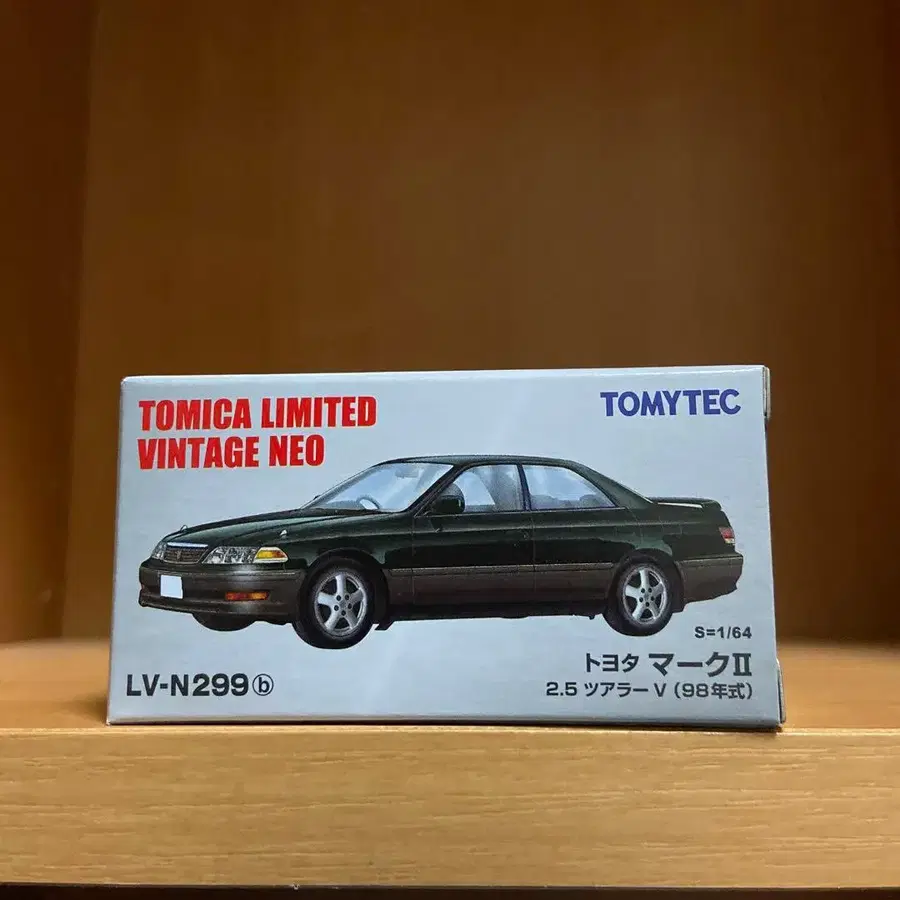 TOMICA LIMITED
VINTAGE NEO
TOMYTEC
S=1/64
LV-N299ⓑ
トヨタ マークII
2.5 ツアラー V (98年式)